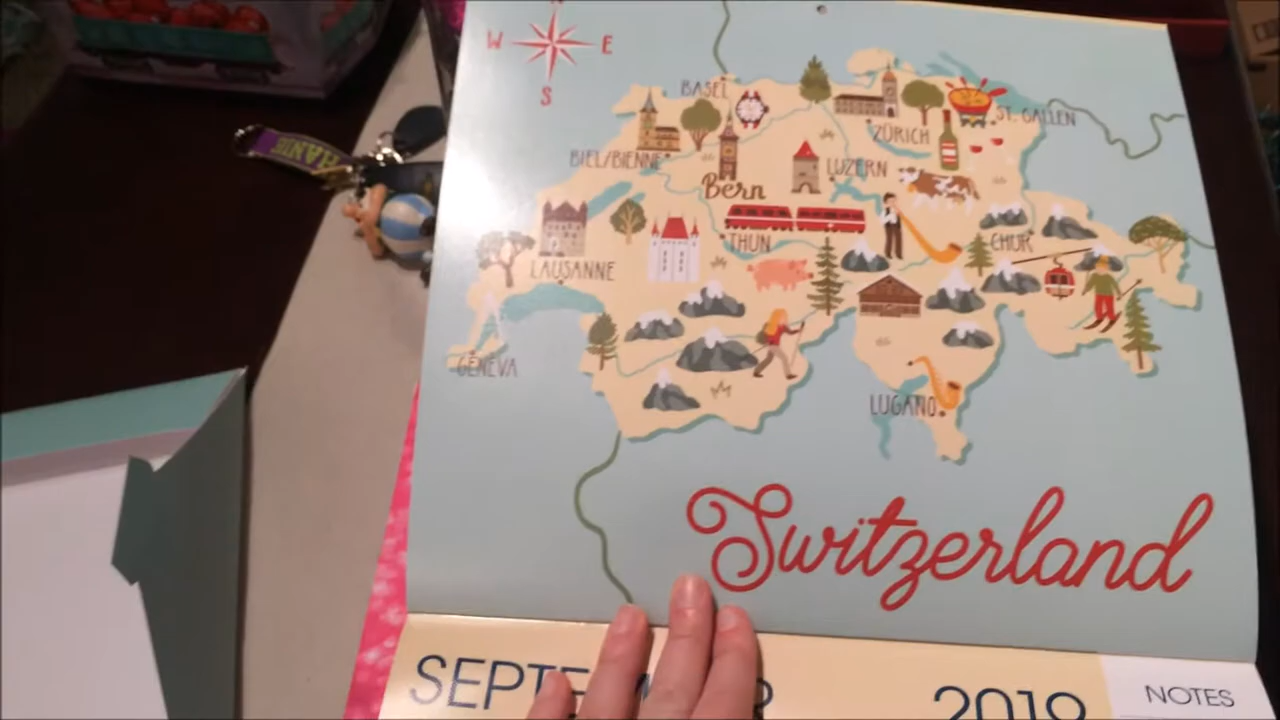 W E
S
BASEL
ST. GALLEN
ZÜRICH
BIEL/BIENNE
LUZERN
Bern
THUN
CHUR
LAUSANNE
GENEVA
LUGANO
Switzerland
2019
NOTES